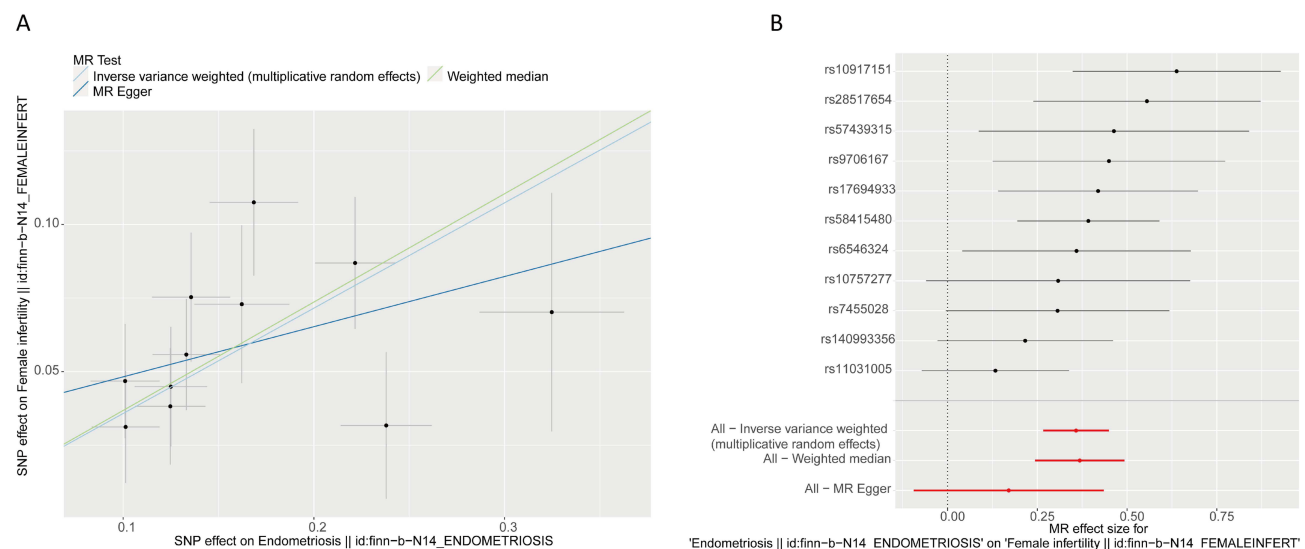 A
MR Test
Inverse variance weighted (multiplicative random effects)
Weighted median
MR Egger
SNP effect on Female infertility || id:finn−b−N14_FEMALEINFERT
0.10
0.05
0.1
0.2
0.3
SNP effect on Endometriosis || id:finn−b−N14_ENDOMETRIOSIS
B
rs10917151
rs28517654
rs57439315
rs9706167
rs17694933
rs58415480
rs6546324
rs10757277
rs7455028
rs140993356
rs11031005
All − Inverse variance weighted
(multiplicative random effects)
All − Weighted median
All − MR Egger
0.00
0.25
0.50
0.75
MR effect size for
'Endometriosis || id:finn−b−N14_ENDOMETRIOSIS' on 'Female infertility || id:finn−b−N14_FEMALEINFERT'